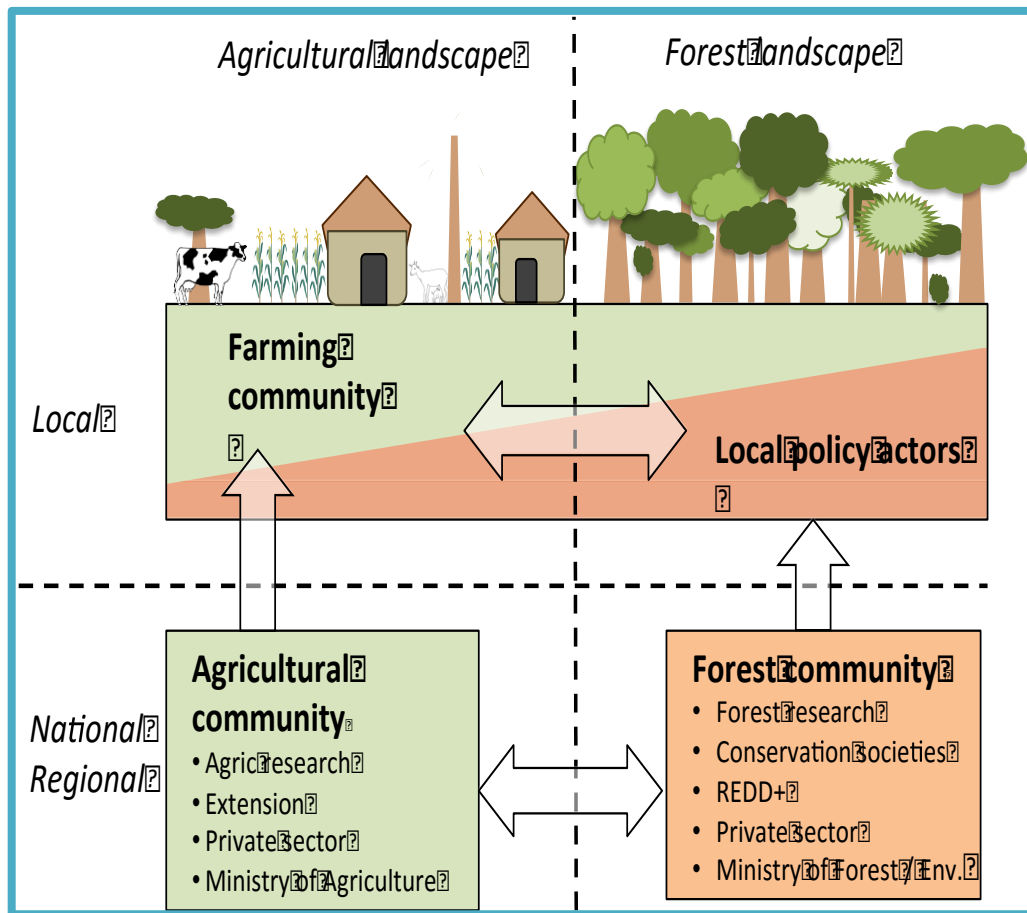 Agricultural⍰landscape⍰
Forest⍰landscape⍰
Local⍰
Farming⍰
community⍰
⍰
Local⍰policy⍰actors⍰
⍰
National⍰
Regional⍰
Agricultural⍰
community⍰
• Agric⍰research⍰
• Extension⍰
• Private⍰sector⍰
• Ministry⍰of⍰Agriculture⍰
Forest⍰community⍰
• Forest⍰research⍰
• Conservation⍰societies⍰
• REDD+⍰
• Private⍰sector⍰
• Ministry⍰of⍰Forest⍰/⍰Env.⍰